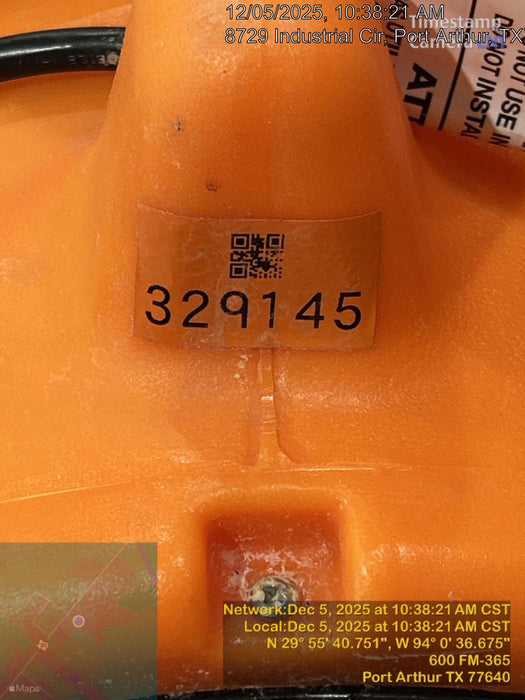 12/05/2025, 10:38:21 AM
Timestamp
8729 Industrial Cir, Port Arthur, TX
Camera
NOT USE IN
DO NOT INSTA
ATT
329145
Network:Dec 5, 2025 at 10:38:21 AM CST
Local:Dec 5, 2025 at 10:38:21 AM CST
N 29° 55' 40.751", W 94° 0' 36.675"
600 FM-365
Maps
Port Arthur TX 77640